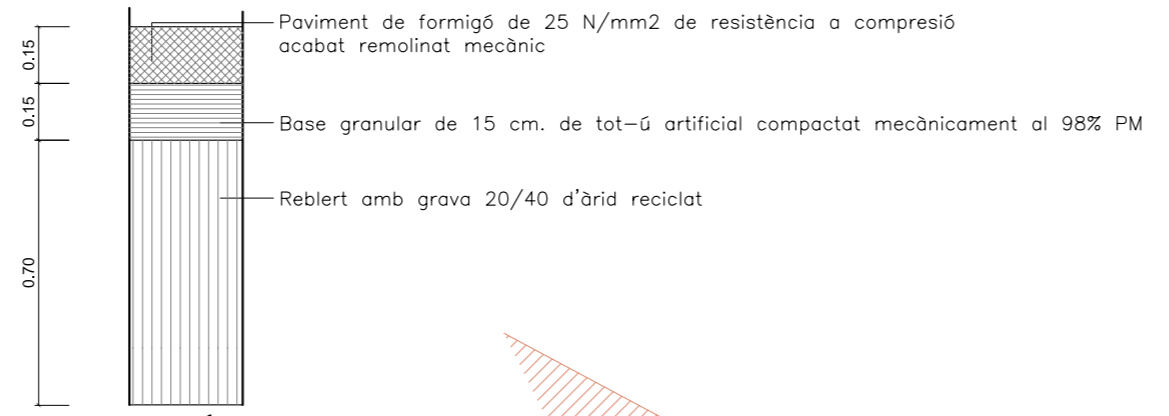 0.15
Paviment de formigó de 25 N/mm2 de resistència a compresió
acabat remolinat mecànic
0.15
Base granular de 15 cm. de tot-ú artificial compactat mecànicament al 98% PM
Reblert amb grava 20/40 d'àrid reciclat
0.70